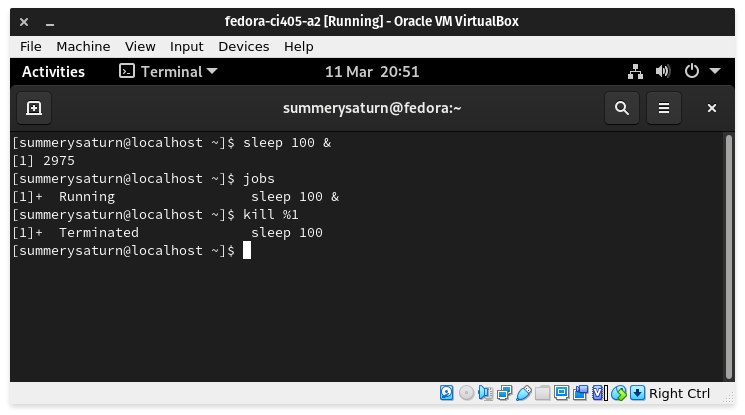 fedora-ci405-a2 [Running] - Oracle VM VirtualBox
File Machine View Input Devices Help
Activities Terminal 11 Mar 20:51
summerysaturn@fedora:~
[summerysaturn@localhost ~]$ sleep 100 &
[1] 2975
[summerysaturn@localhost ~]$ jobs
[1]+  Running                 sleep 100 &
[summerysaturn@localhost ~]$ kill %1
[1]+  Terminated              sleep 100
[summerysaturn@localhost ~]$
Right Ctrl